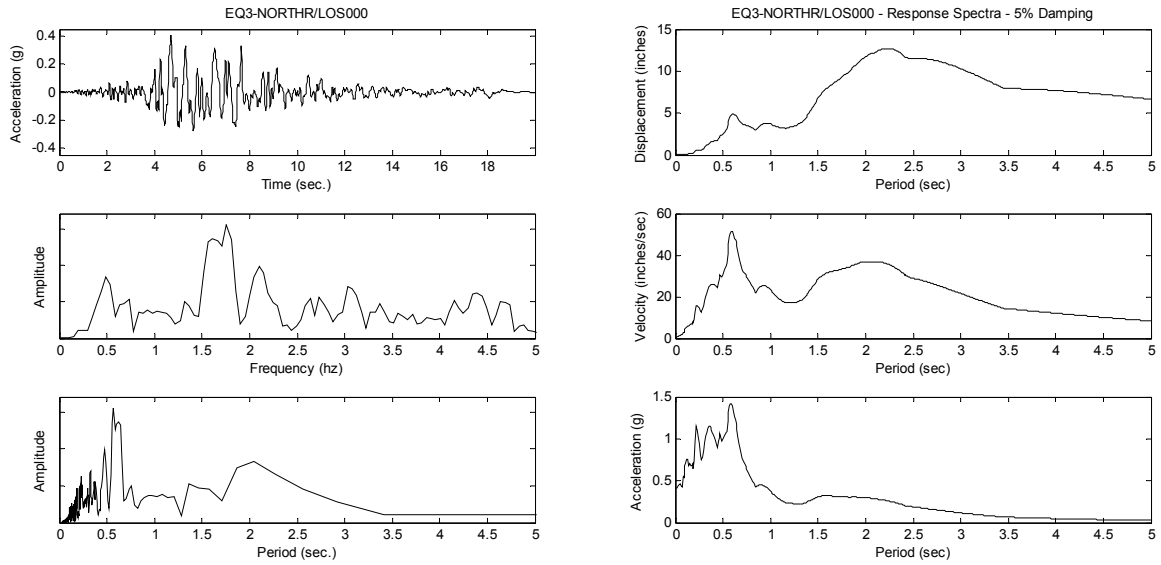 EQ3-NORTHR/LOS000
Acceleration (g)
0.4
0.2
0
-0.2
-0.4
0 2 4 6 8 10 12 14 16 18
Time (sec.)
Amplitude
0 0.5 1 1.5 2 2.5 3 3.5 4 4.5 5
Frequency (hz)
Amplitude
0 0.5 1 1.5 2 2.5 3 3.5 4 4.5 5
Period (sec.)
EQ3-NORTHR/LOS000 - Response Spectra - 5% Damping
Displacement (inches)
15
10
5
0
0 0.5 1 1.5 2 2.5 3 3.5 4 4.5 5
Period (sec)
Velocity (inches/sec)
60
40
20
0
0 0.5 1 1.5 2 2.5 3 3.5 4 4.5 5
Period (sec)
Acceleration (g)
1.5
1
0.5
0
0 0.5 1 1.5 2 2.5 3 3.5 4 4.5 5
Period (sec)